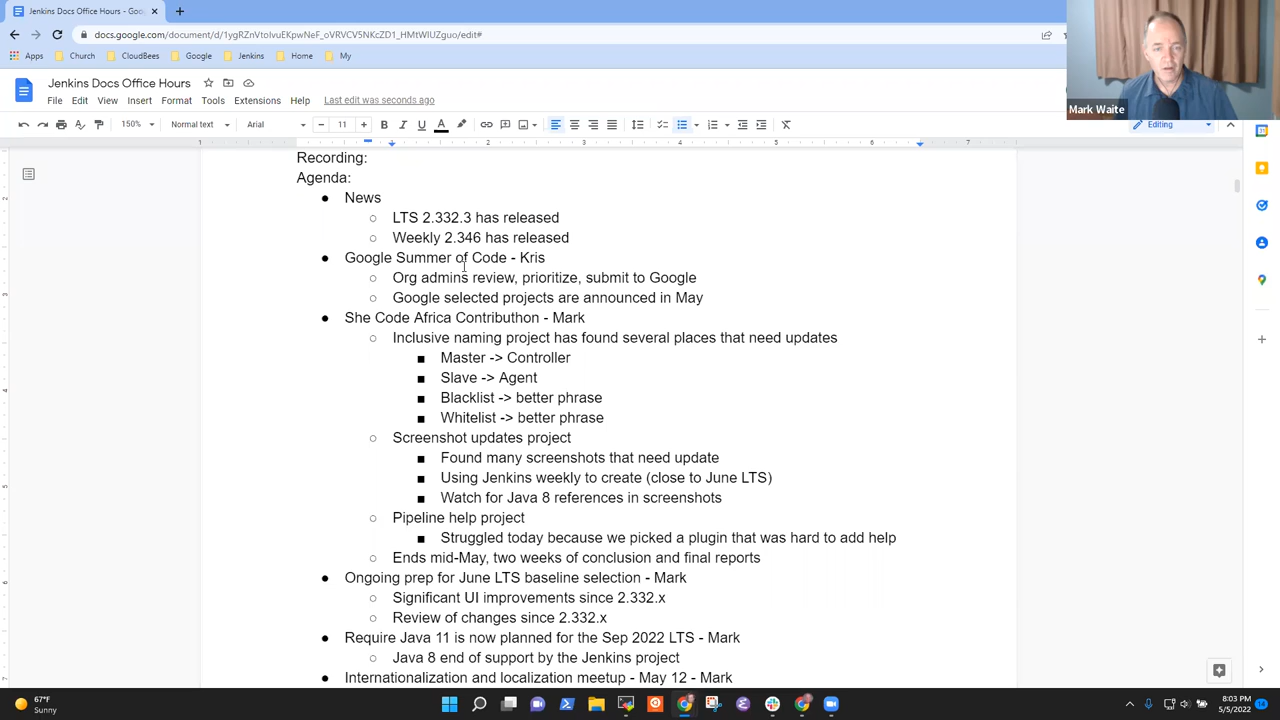 Jenkins Docs Office Hours - Goo
docs.google.com/document/d/1ygRZnVtoIvuEKpwNeF_oVRVCV5NKcZD1_HMtWIUZguo/edit#
Apps
Church
CloudBees
Google
Jenkins
Home
My
Jenkins Docs Office Hours
File
Edit
View
Insert
Format
Tools
Extensions
Help
Last edit was seconds ago
Mark Waite
150%
Normal text
Arial
11
Editing
1
2
3
4
5
6
7
Recording:
Agenda:
News
LTS 2.332.3 has released
Weekly 2.346 has released
Google Summer of Code - Kris
Org admins review, prioritize, submit to Google
Google selected projects are announced in May
She Code Africa Contributhon - Mark
Inclusive naming project has found several places that need updates
Master -> Controller
Slave -> Agent
Blacklist -> better phrase
Whitelist -> better phrase
Screenshot updates project
Found many screenshots that need update
Using Jenkins weekly to create (close to June LTS)
Watch for Java 8 references in screenshots
Pipeline help project
Struggled today because we picked a plugin that was hard to add help
Ends mid-May, two weeks of conclusion and final reports
Ongoing prep for June LTS baseline selection - Mark
Significant UI improvements since 2.332.x
Review of changes since 2.332.x
Require Java 11 is now planned for the Sep 2022 LTS - Mark
Java 8 end of support by the Jenkins project
Internationalization and localization meetup - May 12 - Mark
67°F
Sunny
8:03 PM
5/5/2022